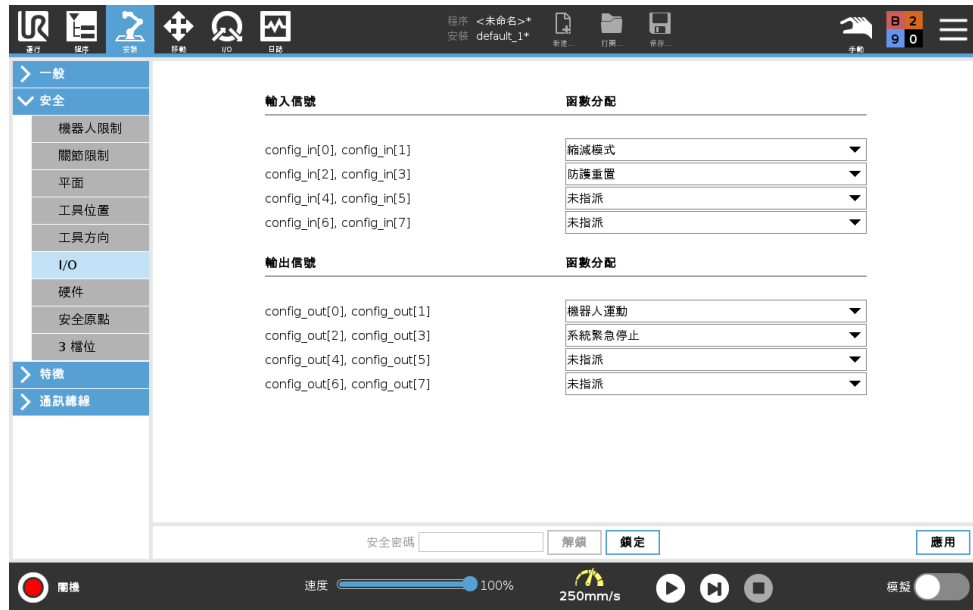 UR
運行
程序
安裝
移動
I/O
日誌
程序 <未命名>*
安裝 default_1*
新建...
打開...
保存...
手動
B 2
9 0
一般
安全
機器人限制
關節限制
平面
工具位置
工具方向
I/O
硬件
安全原點
3 檔位
特徵
通訊總線
輸入信號 函數分配
config_in[0], config_in[1] 縮減模式
config_in[2], config_in[3] 防護重置
config_in[4], config_in[5] 未指派
config_in[6], config_in[7] 未指派
輸出信號 函數分配
config_out[0], config_out[1] 機器人運動
config_out[2], config_out[3] 系統緊急停止
config_out[4], config_out[5] 未指派
config_out[6], config_out[7] 未指派
安全密碼 解鎖 鎖定 應用
關機 速度 100% 250mm/s 模擬